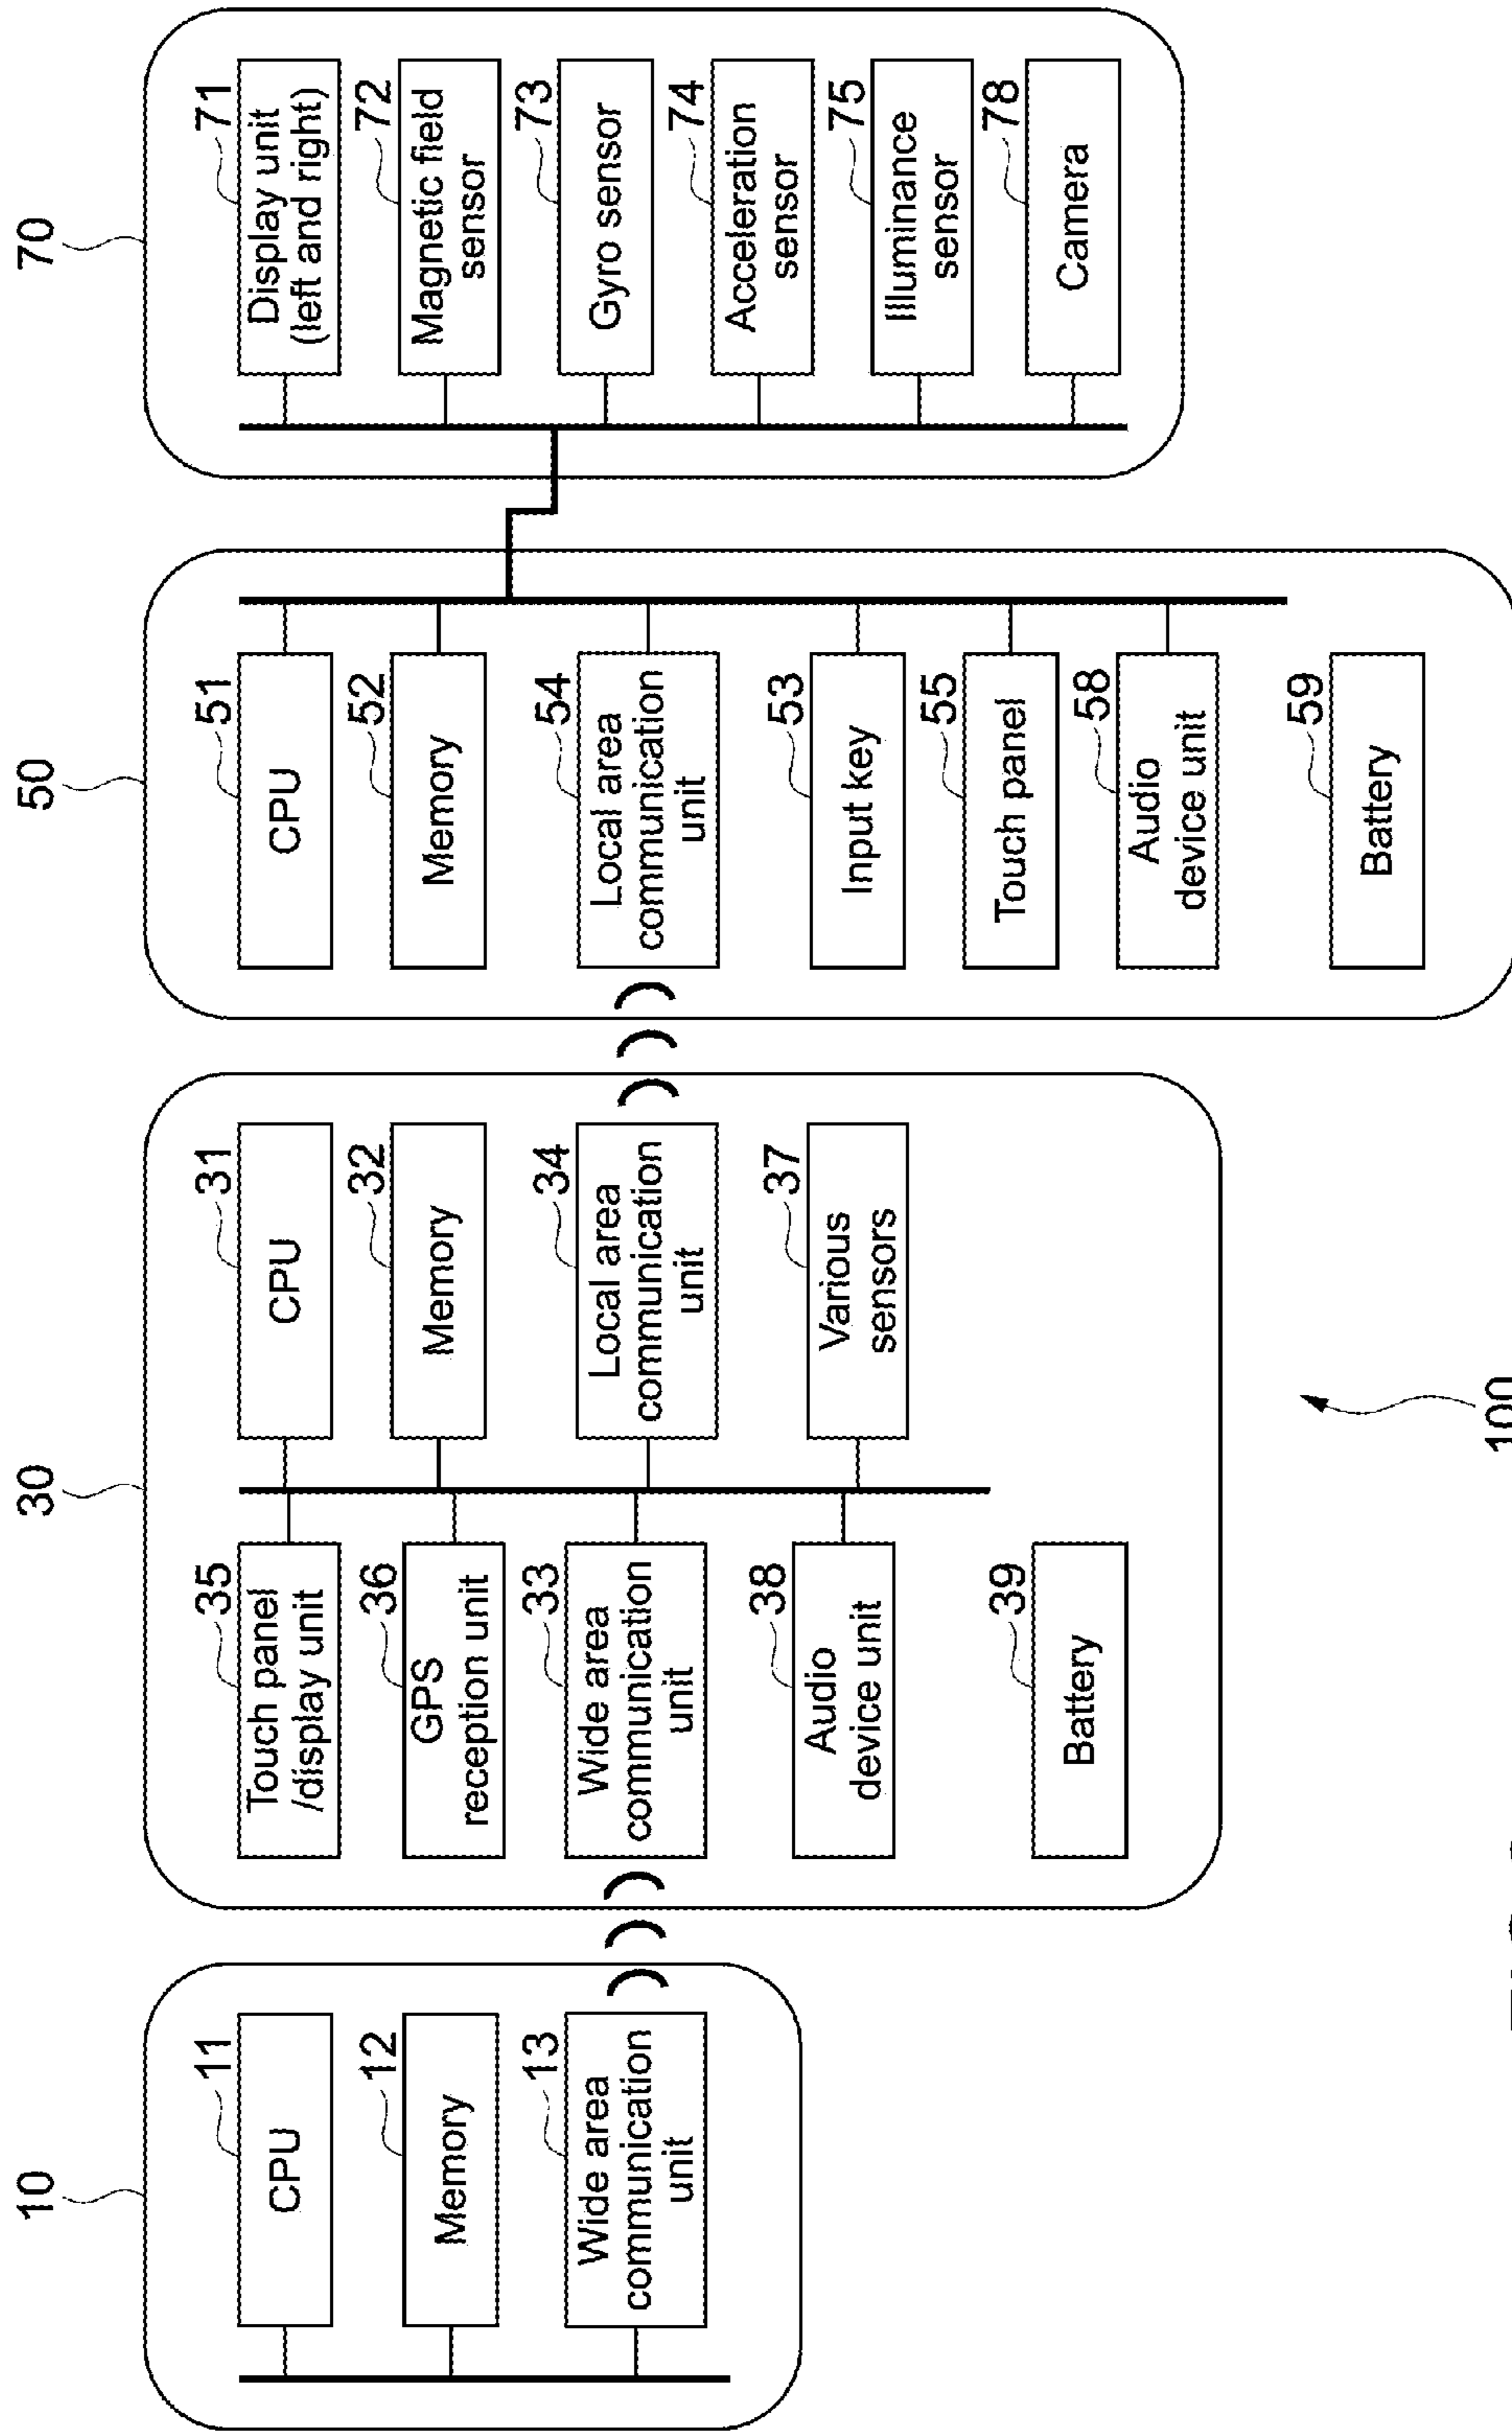 10
11
CPU
12
Memory
13
Wide area
communication
unit
30
35
Touch panel
/display unit
36
GPS
reception unit
33
Wide area
communication
unit
38
Audio
device unit
39
Battery
31
CPU
32
Memory
34
Local area
communication
unit
37
Various
sensors
50
51
CPU
52
Memory
54
Local area
communication
unit
53
Input key
55
Touch panel
58
Audio
device unit
59
Battery
70
71
Display unit
(left and right)
72
Magnetic field
sensor
73
Gyro sensor
74
Acceleration
sensor
75
Illuminance
sensor
78
Camera
100